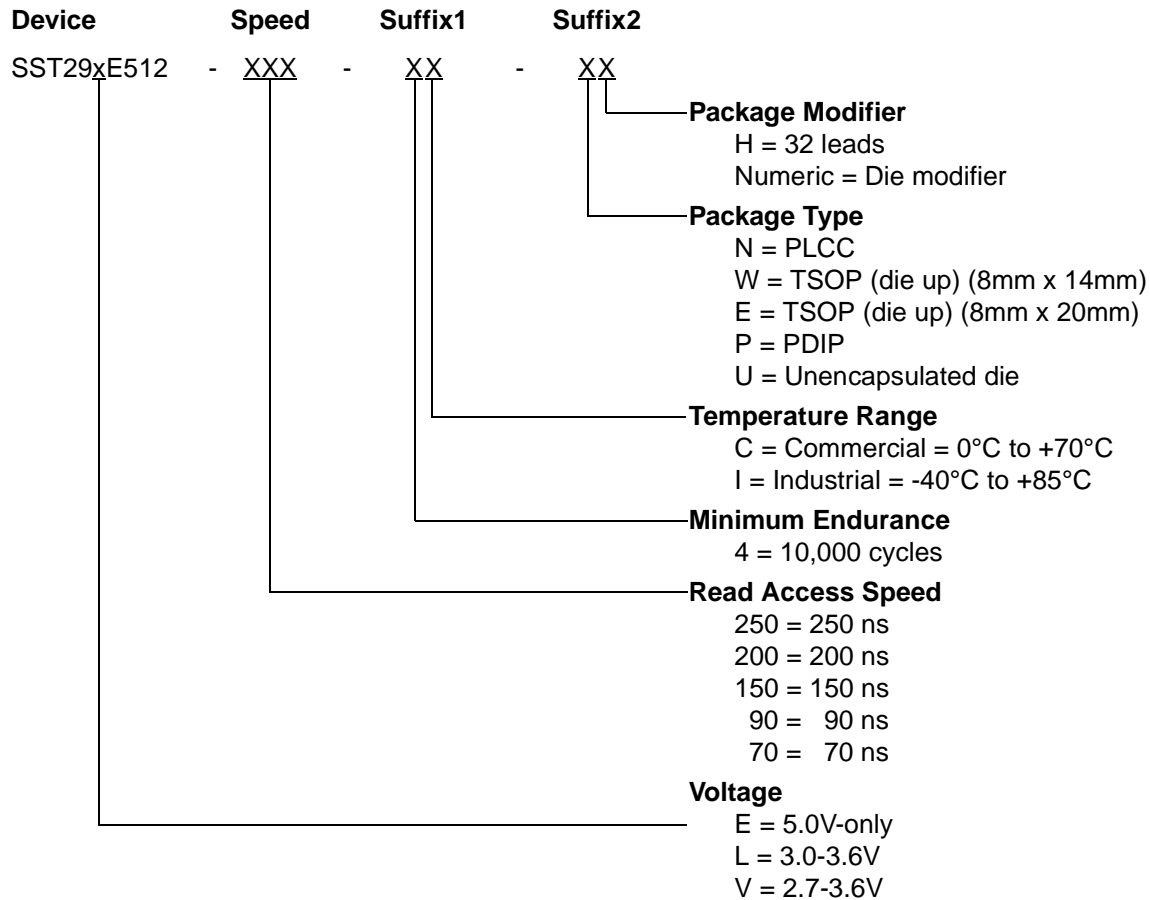 Device Speed Suffix1 Suffix2
SST29xE512 - XXX - XX - XX
Package Modifier
H = 32 leads
Numeric = Die modifier
Package Type
N = PLCC
W = TSOP (die up) (8mm x 14mm)
E = TSOP (die up) (8mm x 20mm)
P = PDIP
U = Unencapsulated die
Temperature Range
C = Commercial = 0°C to +70°C
I = Industrial = -40°C to +85°C
Minimum Endurance
4 = 10,000 cycles
Read Access Speed
250 = 250 ns
200 = 200 ns
150 = 150 ns
90 = 90 ns
70 = 70 ns
Voltage
E = 5.0V-only
L = 3.0-3.6V
V = 2.7-3.6V